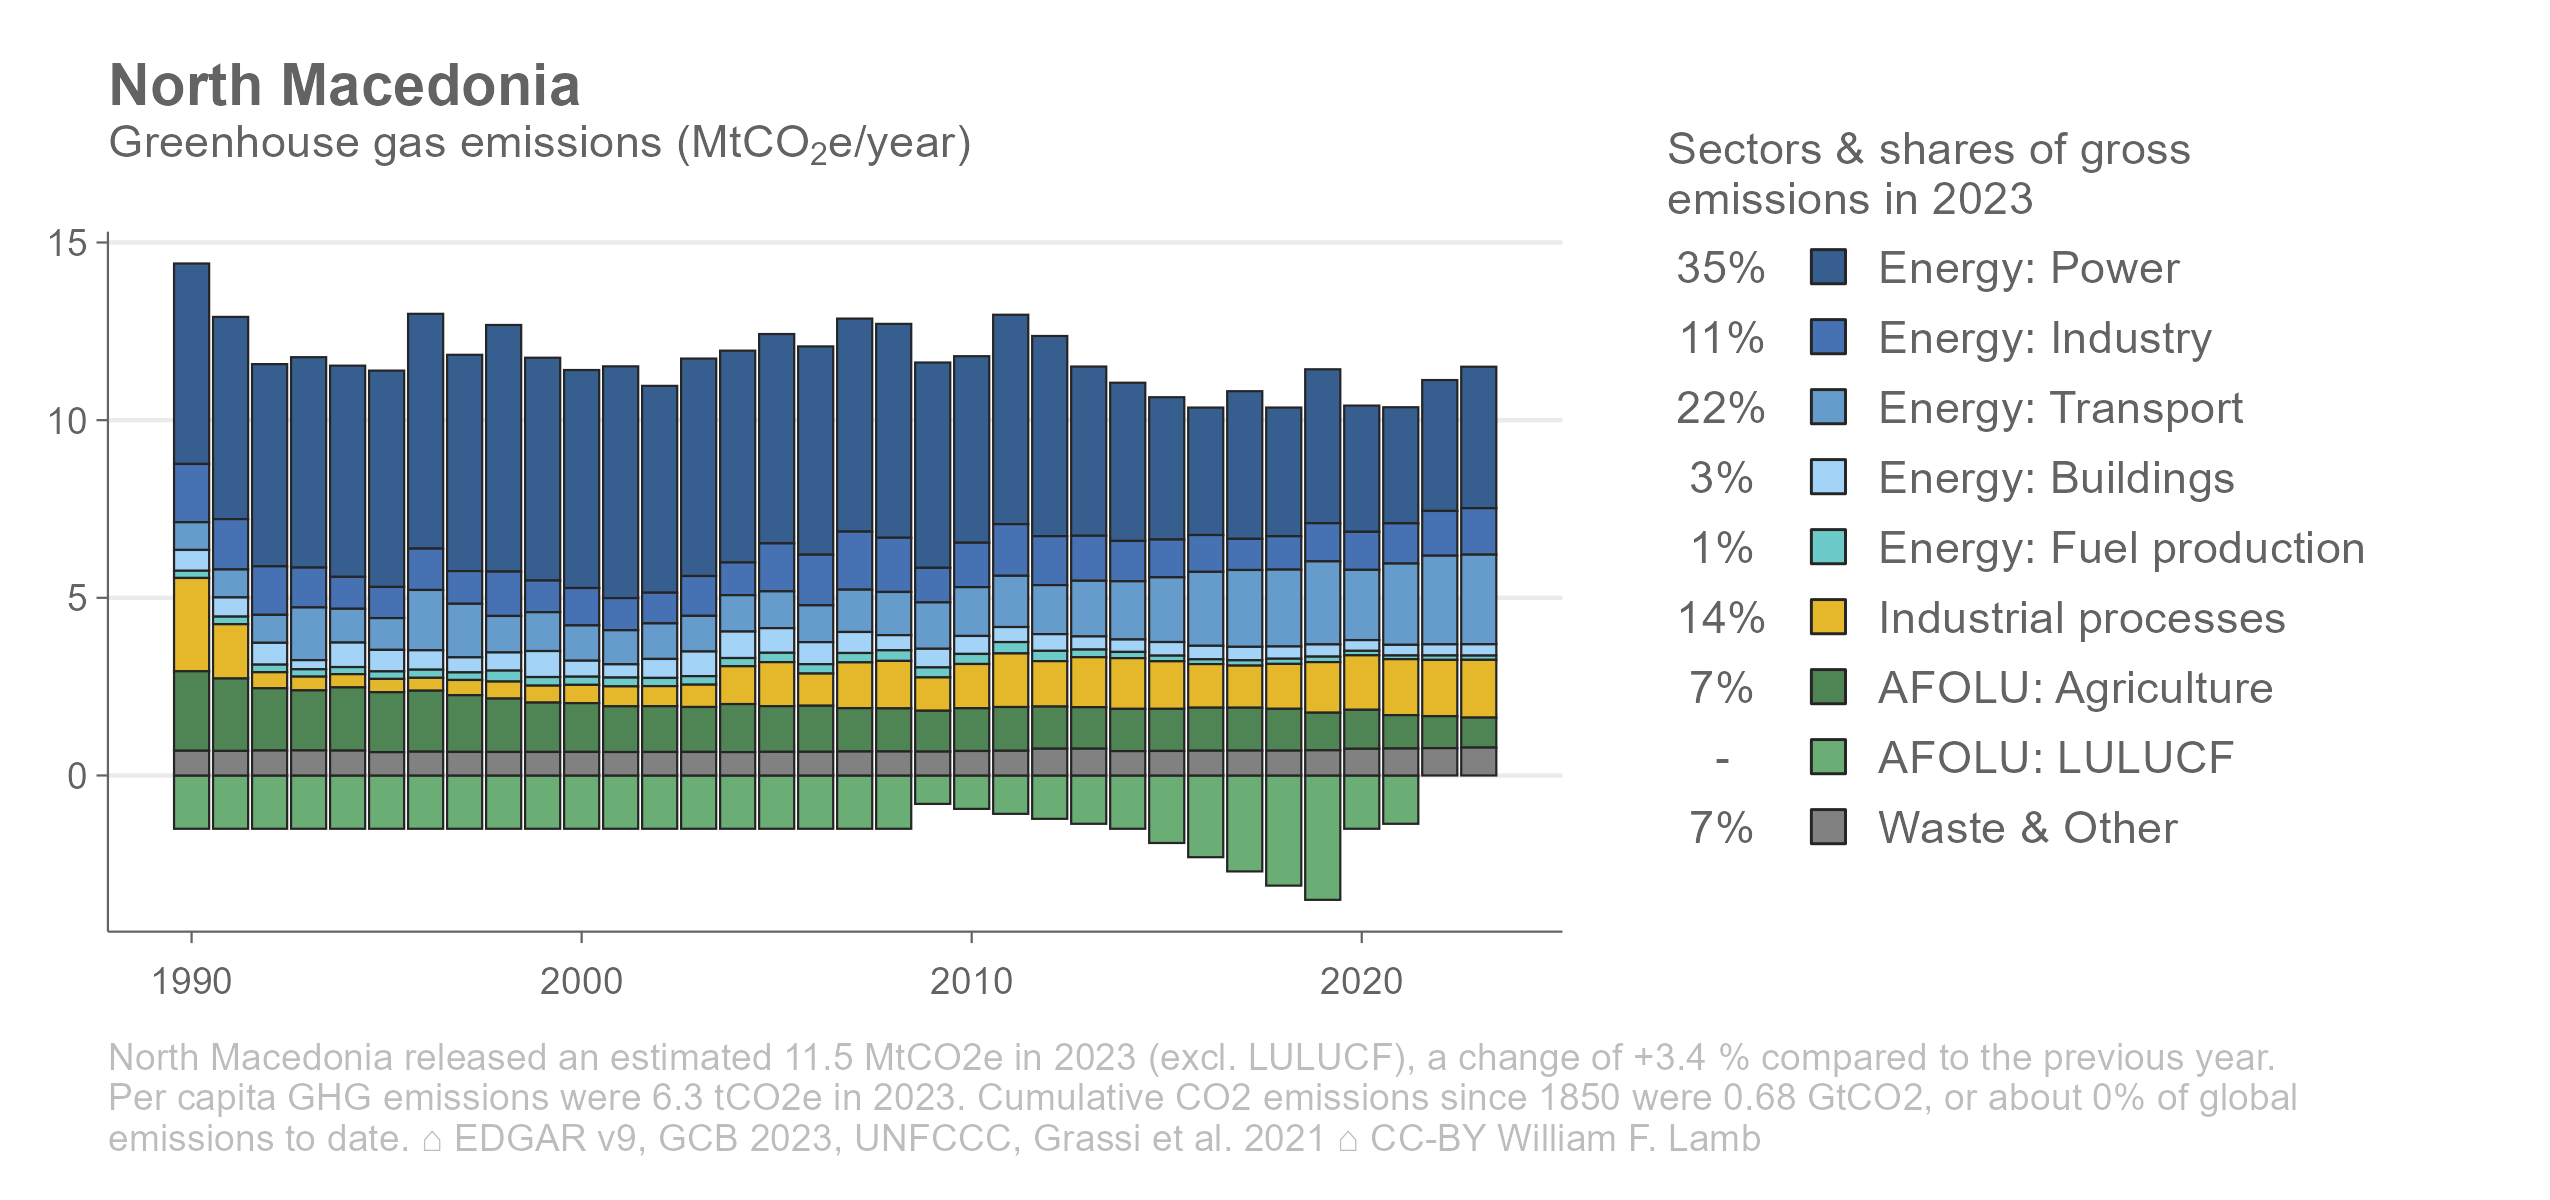 North Macedonia
Greenhouse gas emissions (MtCO₂e/year)
Sectors & shares of gross
emissions in 2023
35% Energy: Power
11% Energy: Industry
22% Energy: Transport
3% Energy: Buildings
1% Energy: Fuel production
14% Industrial processes
7% AFOLU: Agriculture
- AFOLU: LULUCF
7% Waste & Other
15
10
5
0
1990 2000 2010 2020
North Macedonia released an estimated 11.5 MtCO2e in 2023 (excl. LULUCF), a change of +3.4 % compared to the previous year.
Per capita GHG emissions were 6.3 tCO2e in 2023. Cumulative CO2 emissions since 1850 were 0.68 GtCO2, or about 0% of global
emissions to date. ⌂ EDGAR v9, GCB 2023, UNFCCC, Grassi et al. 2021 ⌂ CC-BY William F. Lamb